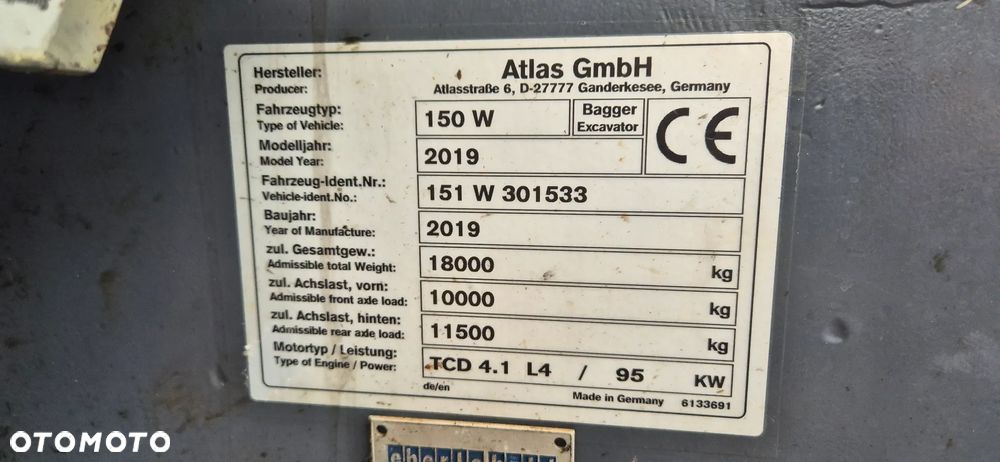 Hersteller: Atlas GmbH
Producer: Atlasstraße 6, D-27777 Ganderkesee, Germany
Fahrzeugtyp: 150 W Bagger
Type of Vehicle: Excavator
CE
Modelljahr: 2019
Model Year:
Fahrzeug-Ident.Nr.: 151 W 301533
Vehicle-ident.No.:
Baujahr: 2019
Year of Manufacture:
zul. Gesamtgew.: 18000 kg
Admissible total Weight:
zul. Achslast, vorn: 10000 kg
Admissible front axle load:
zul. Achslast, hinten: 11500 kg
Admissible rear axle load:
Motortyp / Leistung: TCD 4.1 L4 / 95 KW
Type of Engine / Power:
de/en Made in Germany 6133691
OTOMOTO